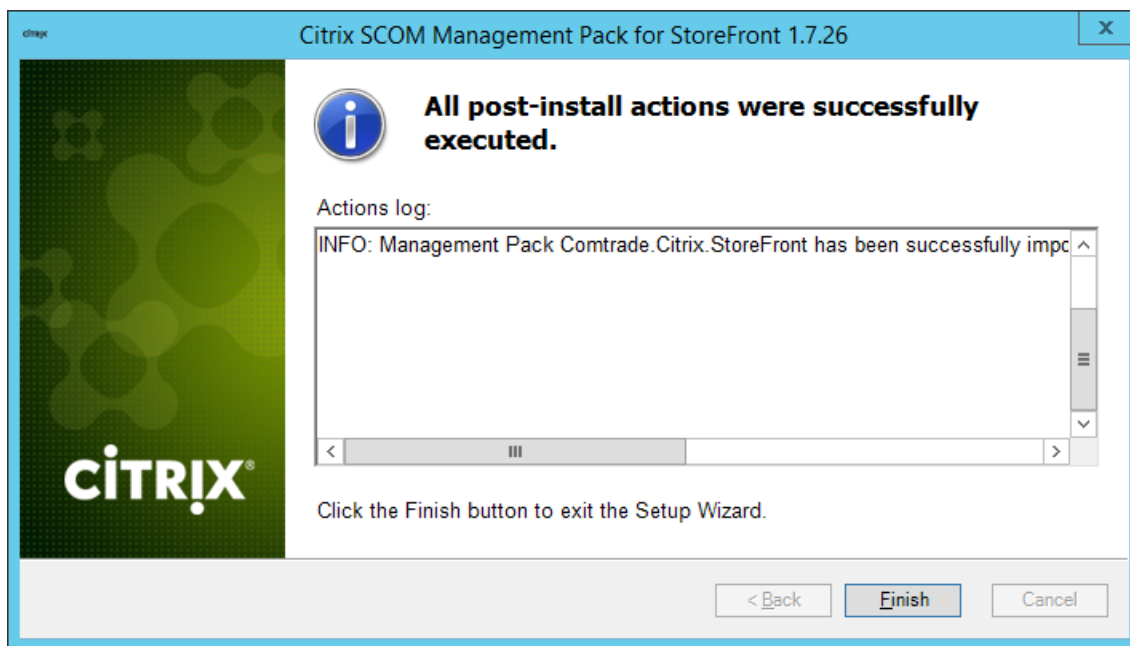 citrix
Citrix SCOM Management Pack for StoreFront 1.7.26
x
All post-install actions were successfully
executed.
Actions log:
INFO: Management Pack Comtrade.Citrix.StoreFront has been successfully impo
CITRIX®
Click the Finish button to exit the Setup Wizard.
< Back
Finish
Cancel